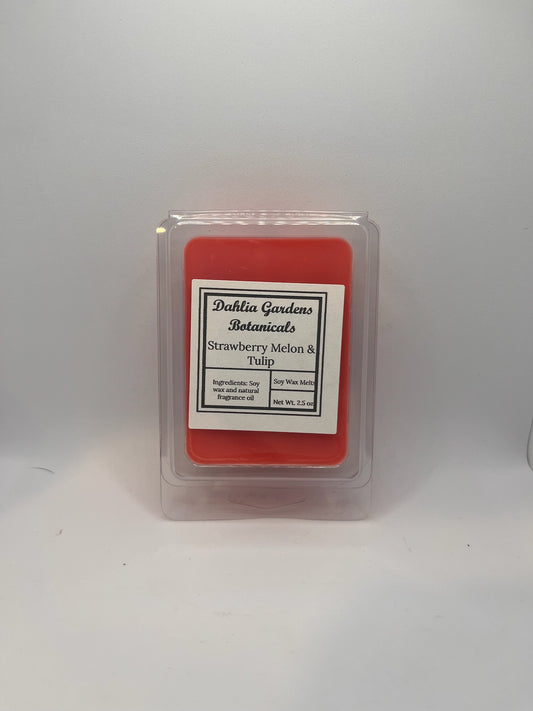 Dahlia Gardens
Botanicals
Strawberry Melon &
Tulip
Ingredients: Soy
wax and natural
fragrance oil
Soy Wax Melts
Net Wt. 2.5 oz